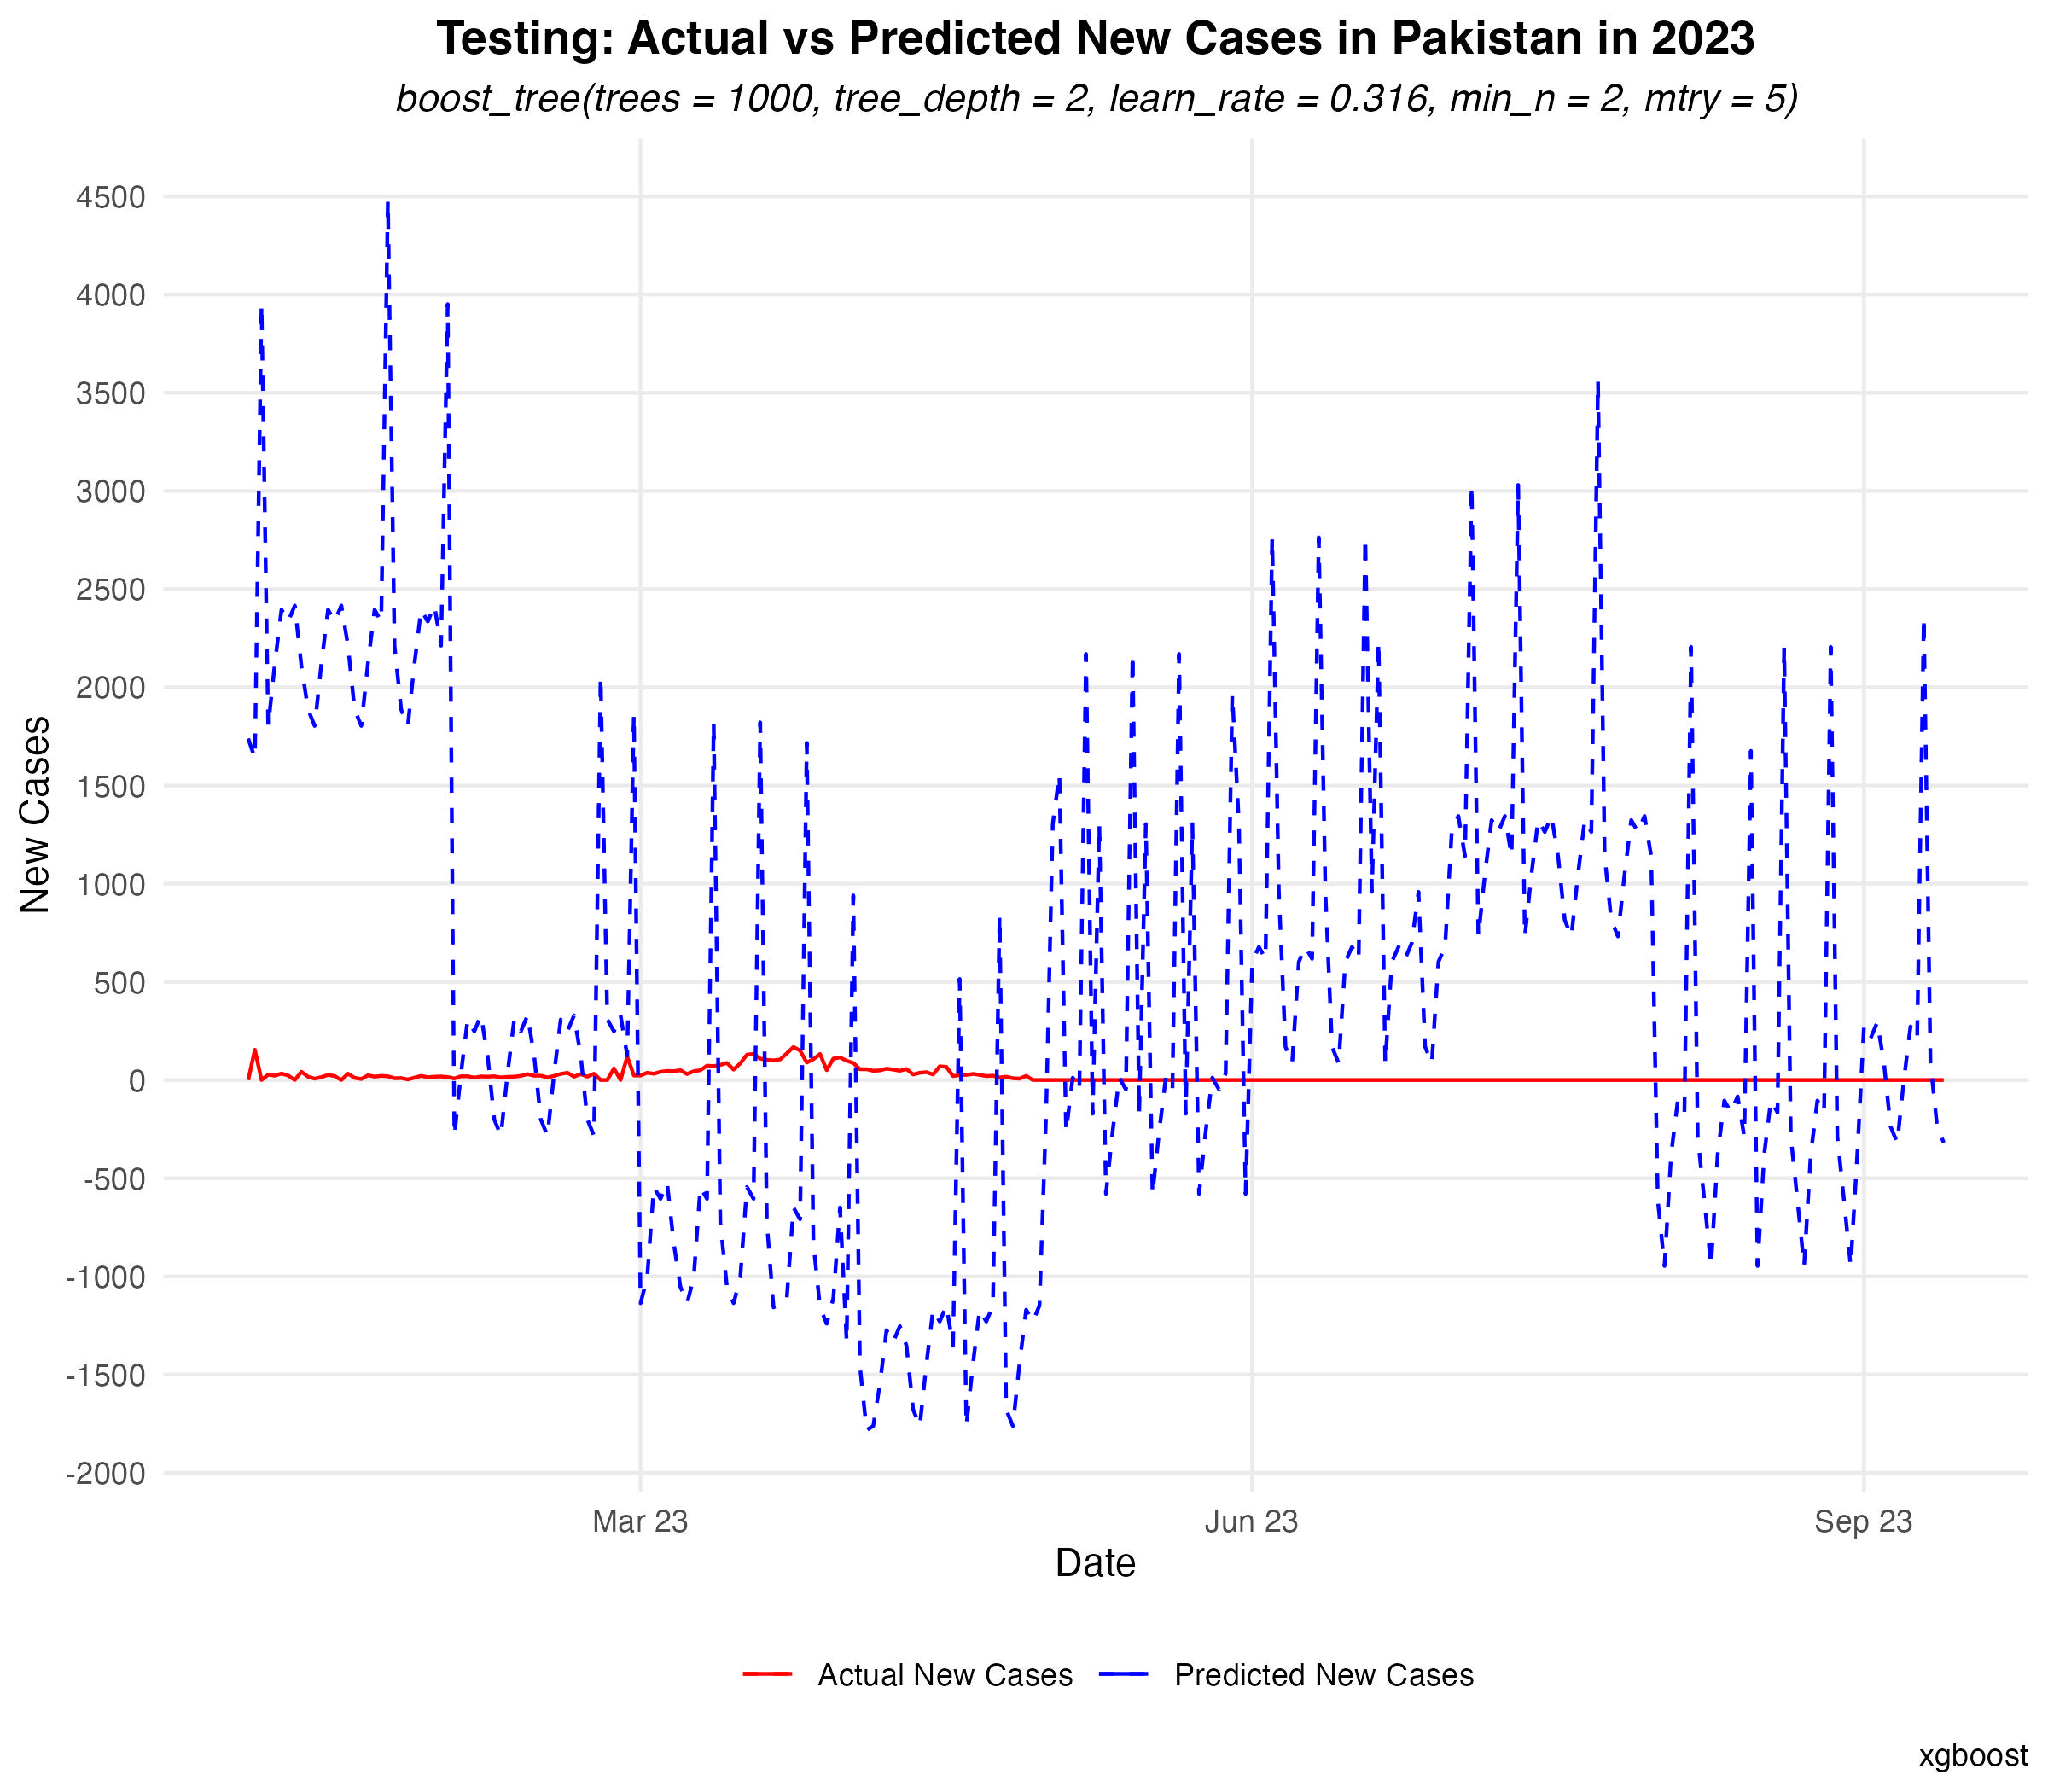 Testing: Actual vs Predicted New Cases in Pakistan in 2023
boost_tree(trees = 1000, tree_depth = 2, learn_rate = 0.316, min_n = 2, mtry = 5)
New Cases
4500
4000
3500
3000
2500
2000
1500
1000
500
0
-500
-1000
-1500
-2000
Mar 23
Jun 23
Sep 23
Date
Actual New Cases
Predicted New Cases
xgboost